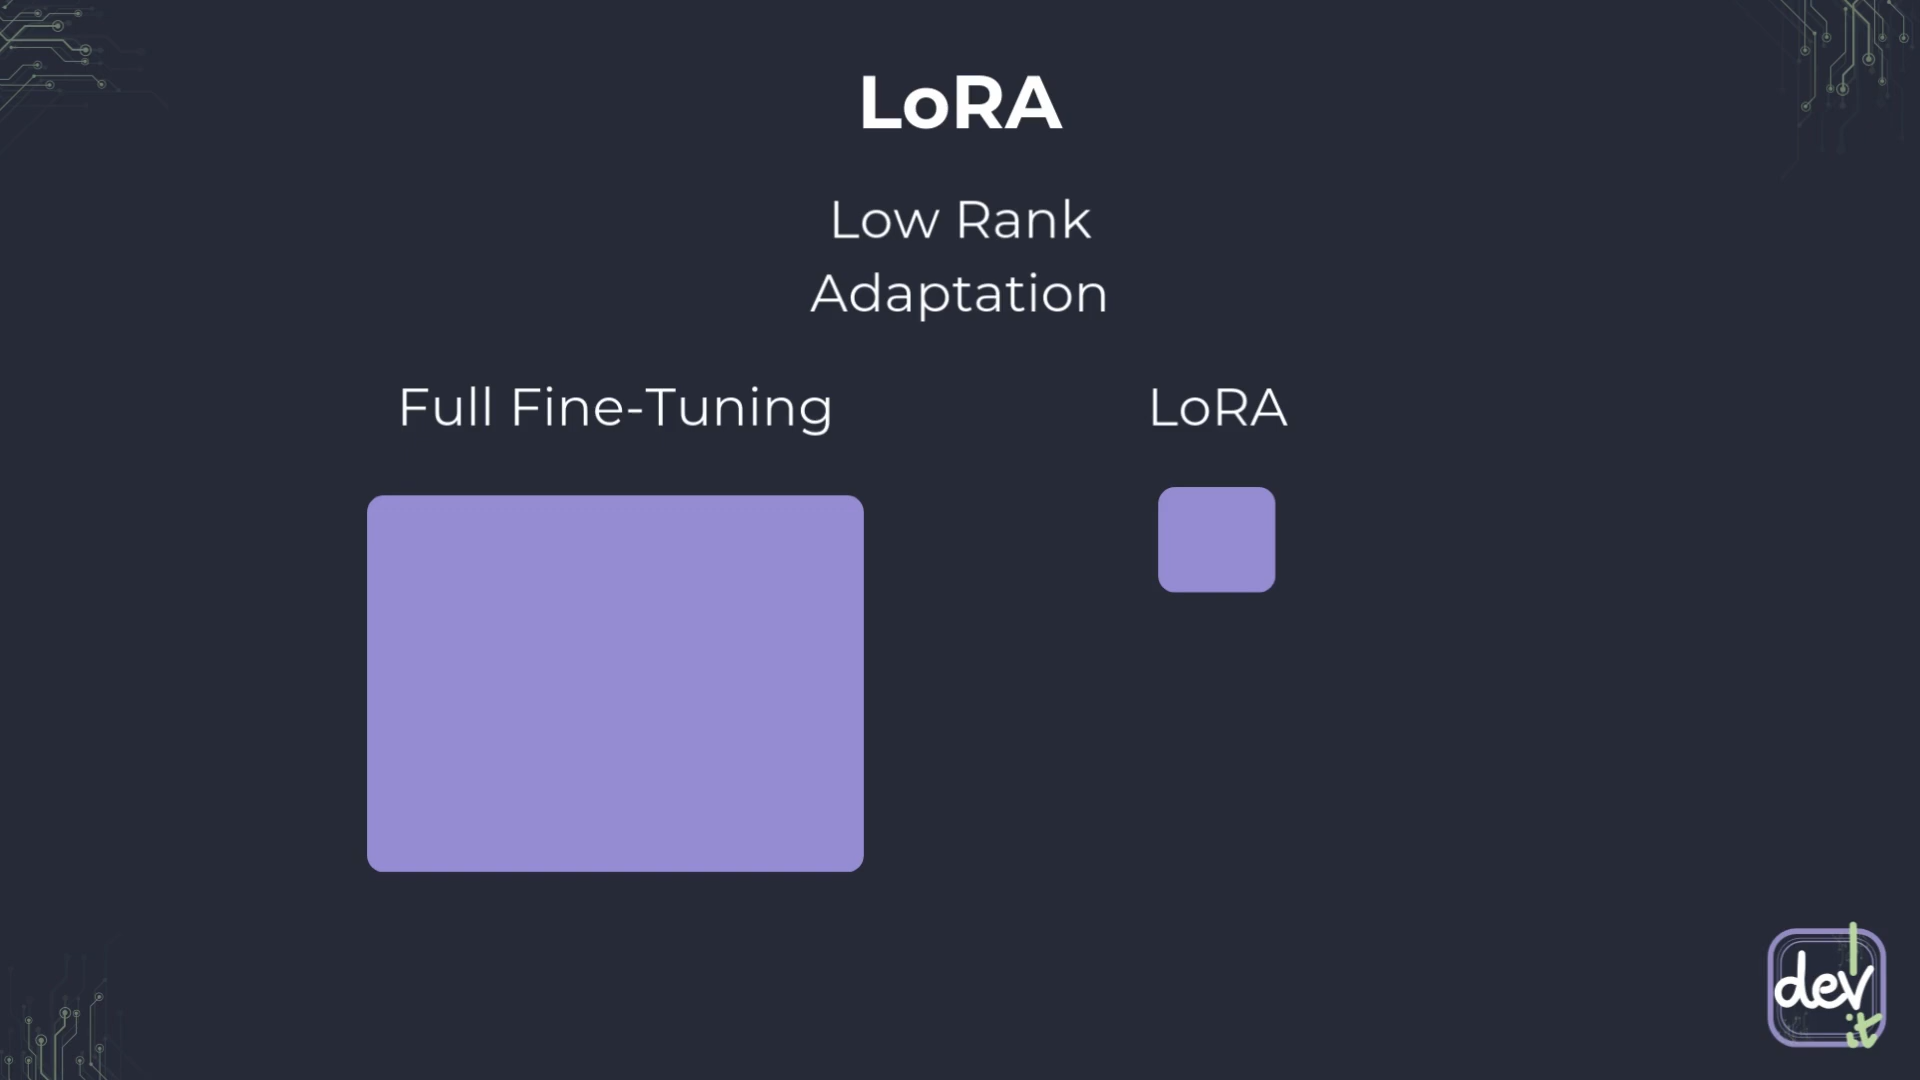 LoRA
Low Rank
Adaptation
Full Fine-Tuning
LoRA
dev
it